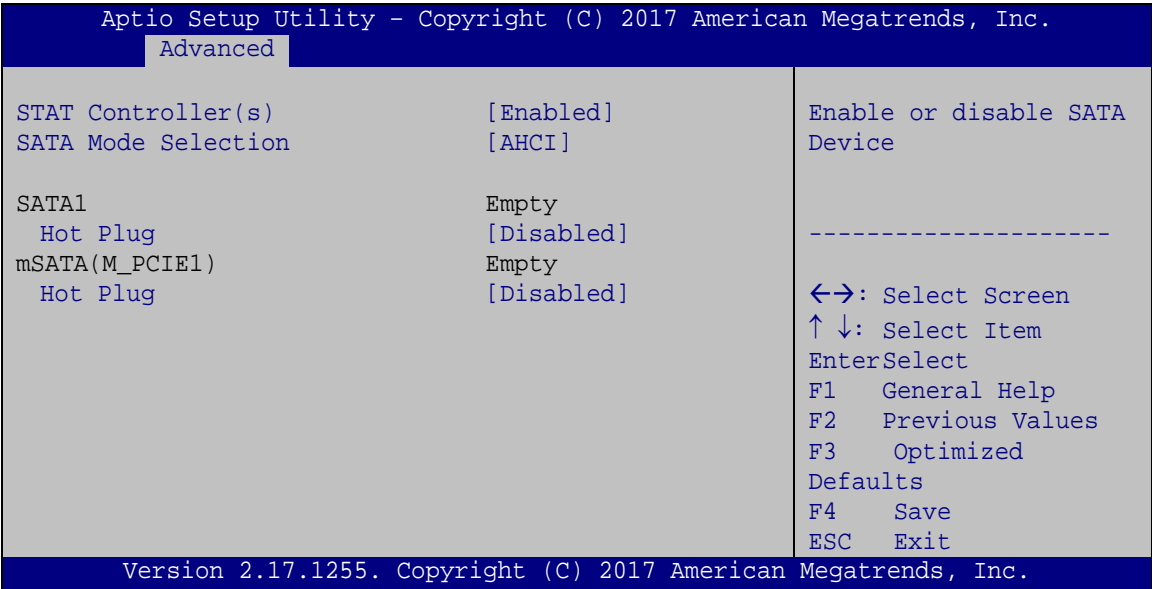 Aptio Setup Utility – Copyright (C) 2017 American Megatrends, Inc.
Advanced
STAT Controller(s) [Enabled]
SATA Mode Selection [AHCI]
SATA1 Empty
Hot Plug [Disabled]
mSATA(M_PCIE1) Empty
Hot Plug [Disabled]
Enable or disable SATA
Device
---------------------
←→: Select Screen
↑ ↓: Select Item
EnterSelect
F1 General Help
F2 Previous Values
F3 Optimized
Defaults
F4 Save
ESC Exit
Version 2.17.1255. Copyright (C) 2017 American Megatrends, Inc.